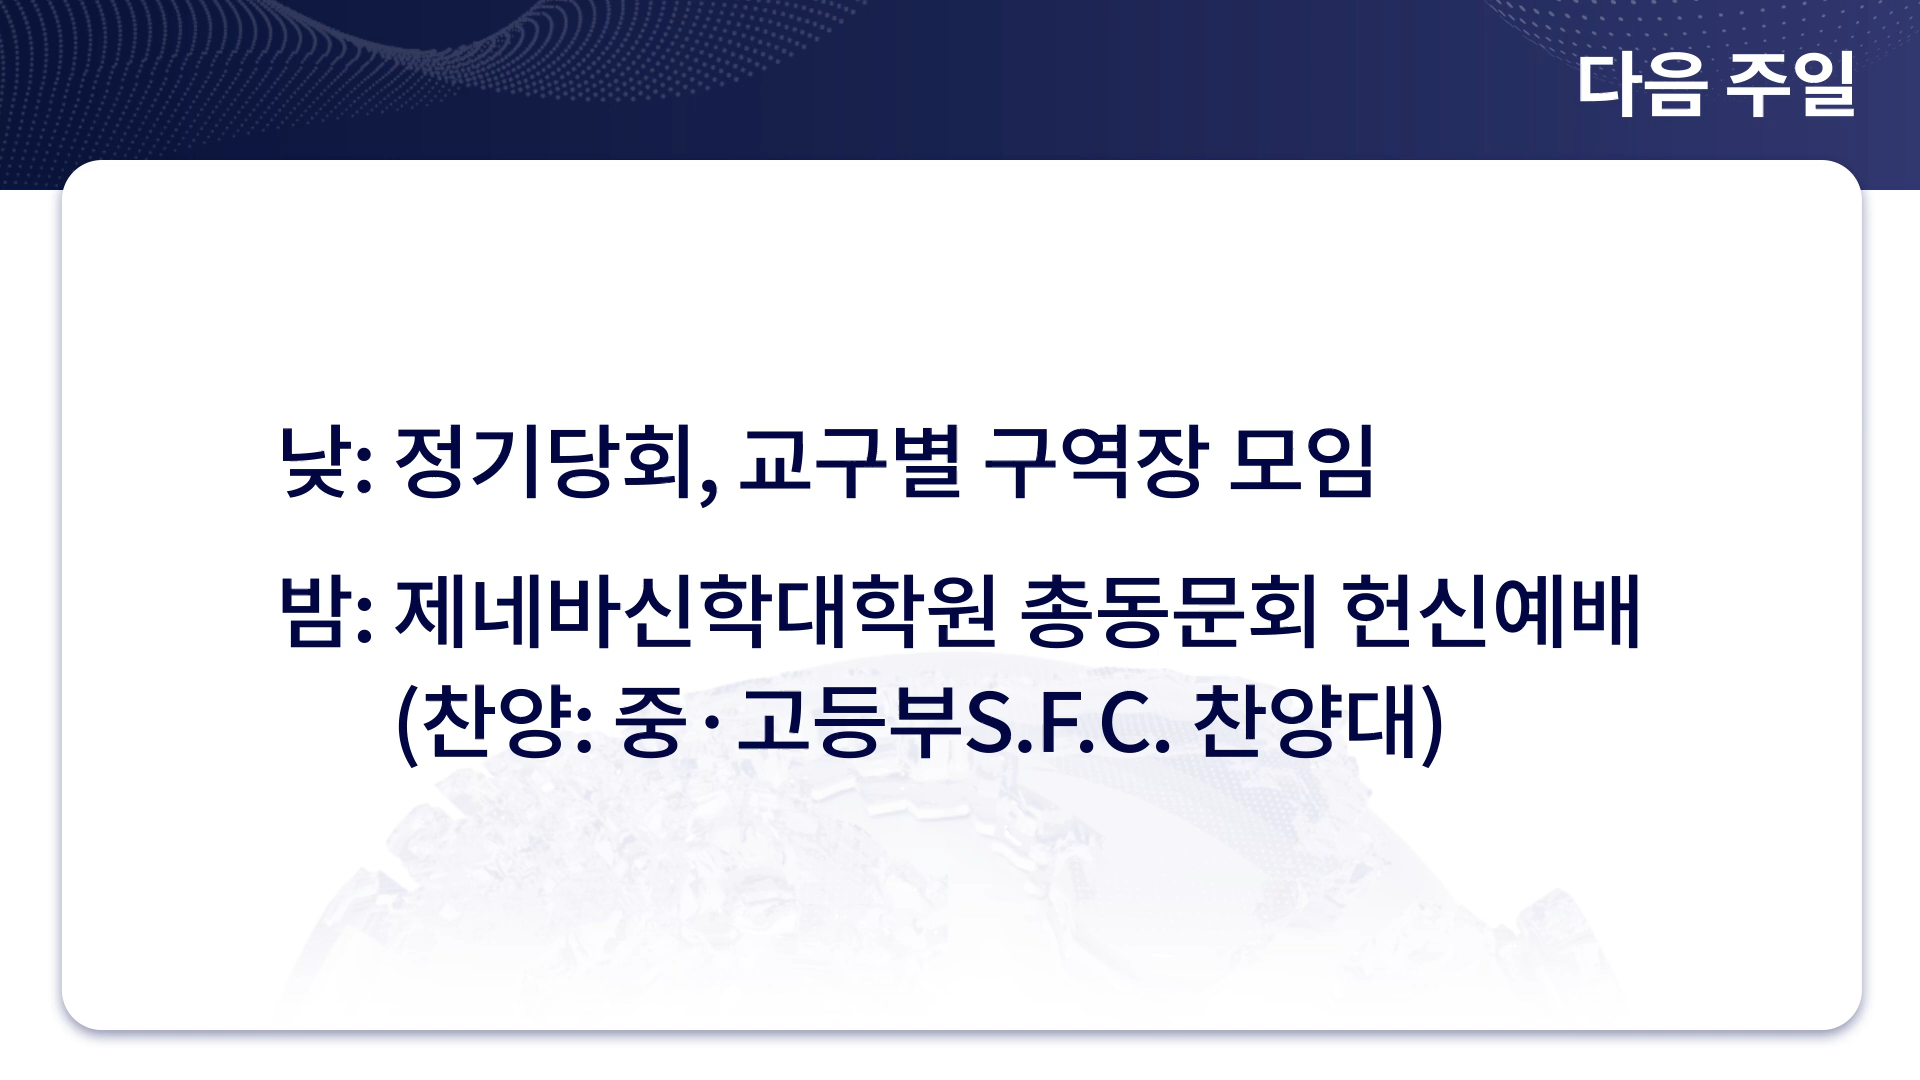 다음 주일
낮: 정기당회, 교구별 구역장 모임
밤: 제네바신학대학원 총동문회 헌신예배
(찬양: 중·고등부S.F.C. 찬양대)